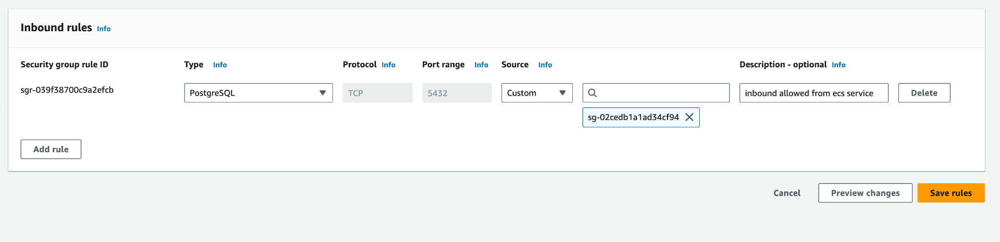 Inbound rules Info
Security group rule ID Type Info Protocol Info Port range Info Source Info Description - optional Info
sgr-039f38700c9a2efcb PostgreSQL TCP 5432 Custom inbound allowed from ecs service Delete
sg-02cedb1a1ad34cf94
Add rule
Cancel Preview changes Save rules